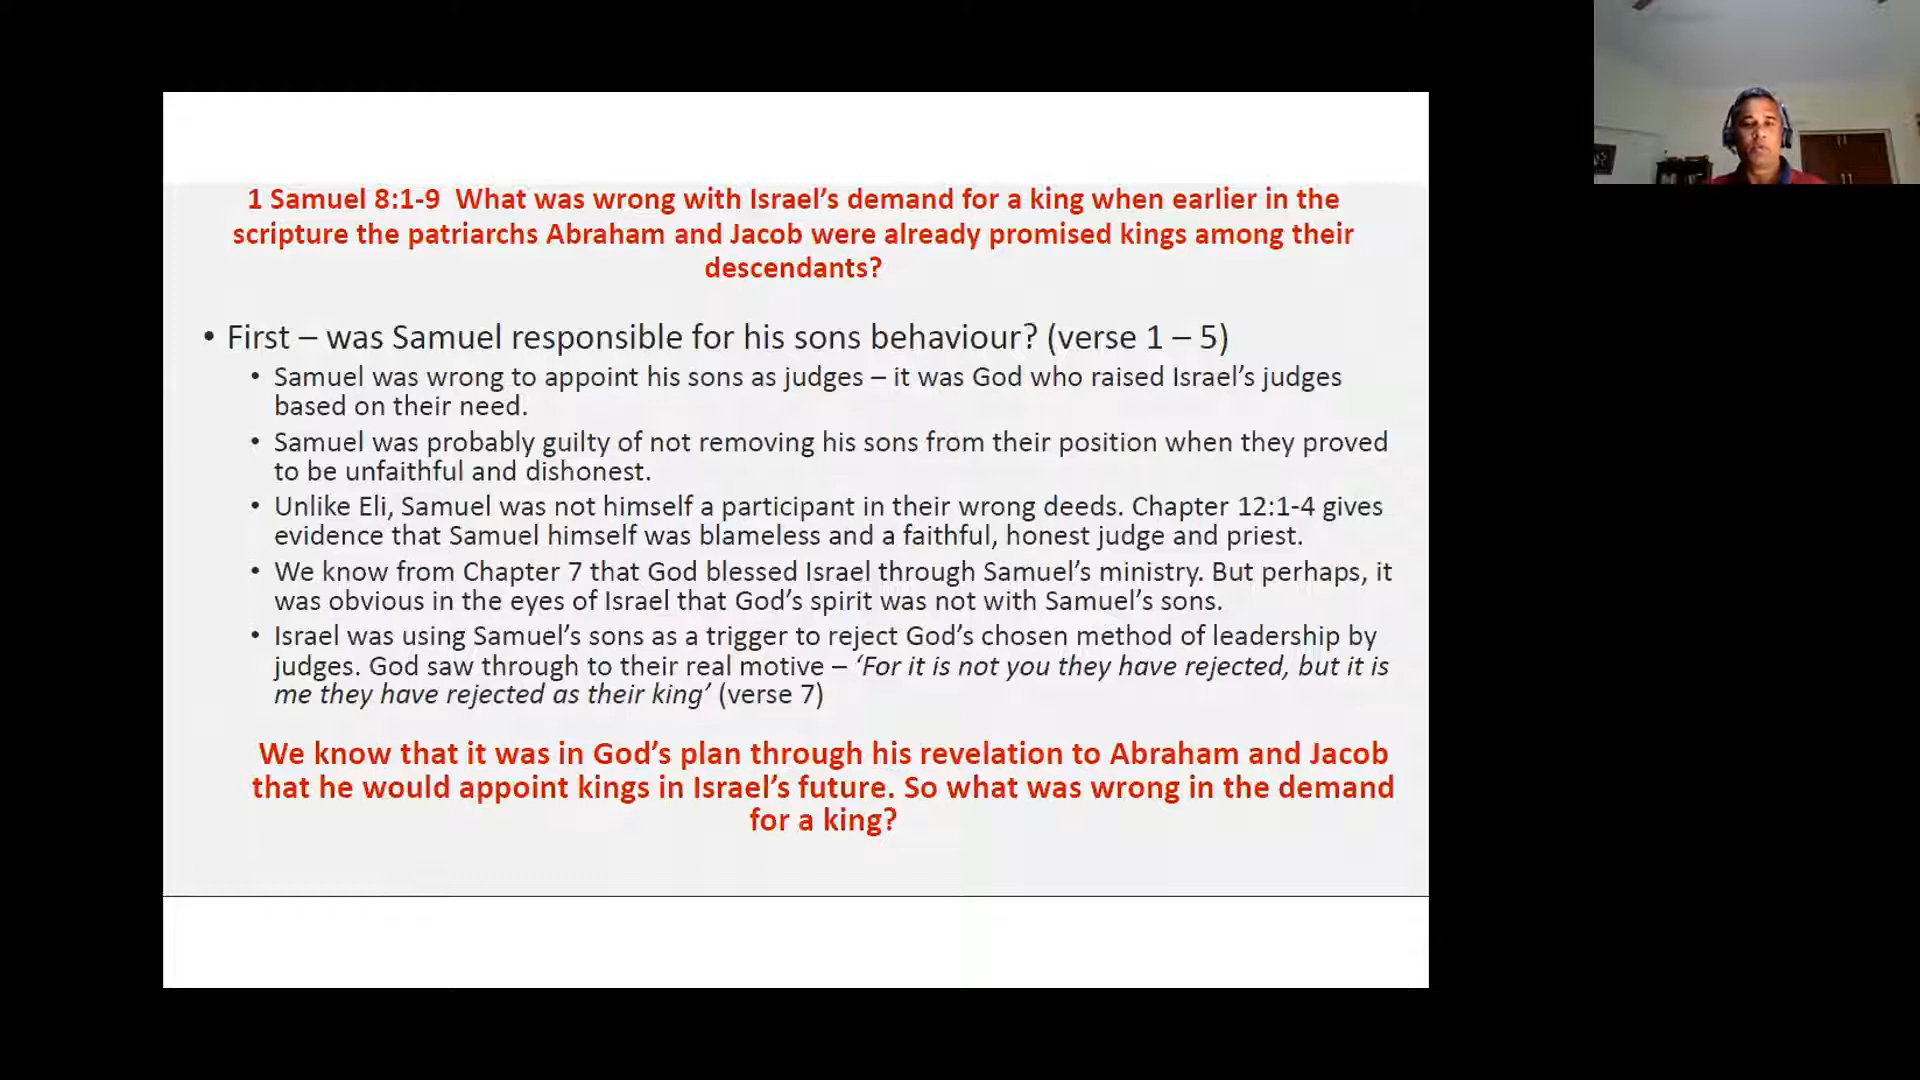 1 Samuel 8:1-9  What was wrong with Israel’s demand for a king when earlier in the
scripture the patriarchs Abraham and Jacob were already promised kings among their
descendants?
• First – was Samuel responsible for his sons behaviour? (verse 1 – 5)
• Samuel was wrong to appoint his sons as judges – it was God who raised Israel’s judges
based on their need.
• Samuel was probably guilty of not removing his sons from their position when they proved
to be unfaithful and dishonest.
• Unlike Eli, Samuel was not himself a participant in their wrong deeds. Chapter 12:1-4 gives
evidence that Samuel himself was blameless and a faithful, honest judge and priest.
• We know from Chapter 7 that God blessed Israel through Samuel’s ministry. But perhaps, it
was obvious in the eyes of Israel that God’s spirit was not with Samuel’s sons.
• Israel was using Samuel’s sons as a trigger to reject God’s chosen method of leadership by
judges. God saw through to their real motive – ‘For it is not you they have rejected, but it is
me they have rejected as their king’ (verse 7)
We know that it was in God’s plan through his revelation to Abraham and Jacob
that he would appoint kings in Israel’s future. So what was wrong in the demand
for a king?